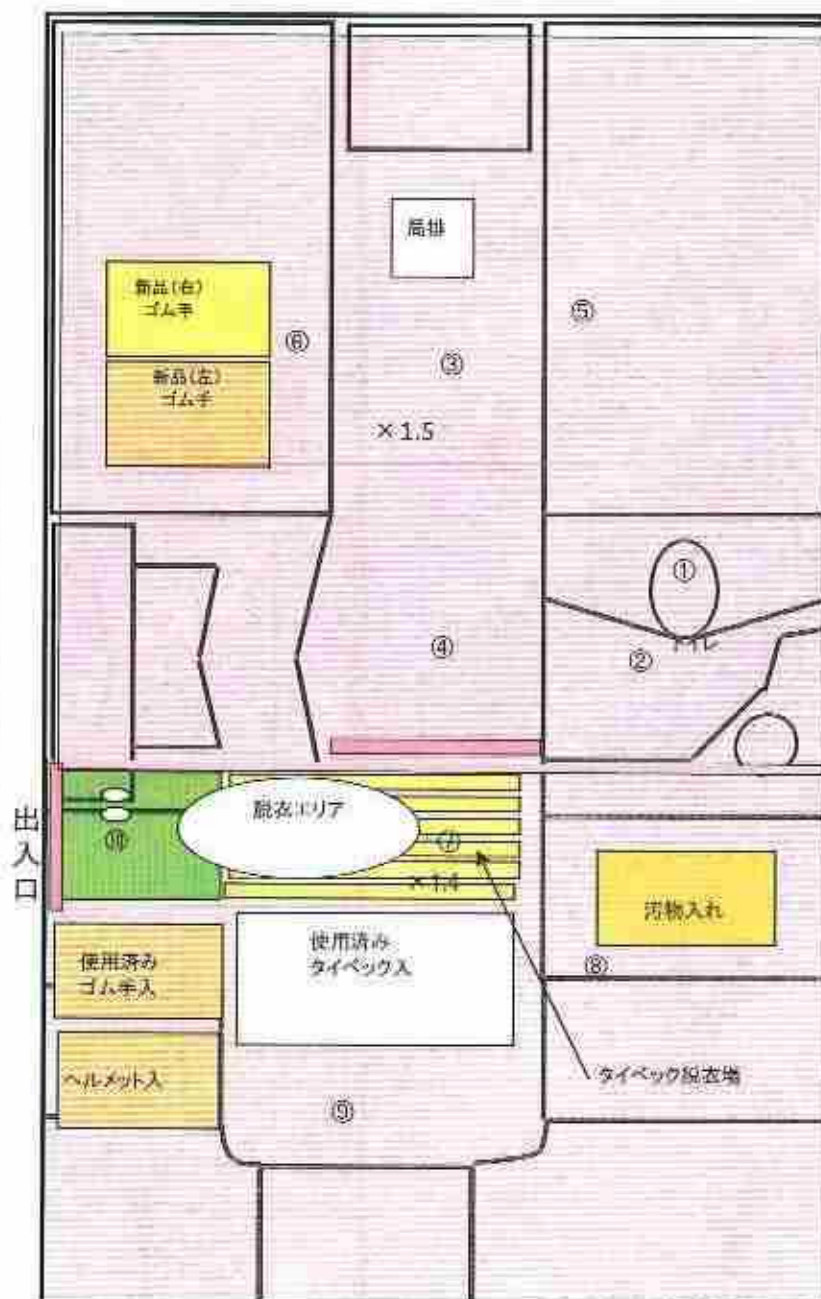 局排
新品(右)
ゴム手
⑤
⑥
③
新品(左)
ゴム手
×1.5
①
④
②
トイレ
出入口
脱衣エリア
⑩
⑦
×1.4
汚物入れ
使用済み
タイベック入
使用済み
ゴム手入
⑧
ヘルメット入
タイベック脱衣場
⑨